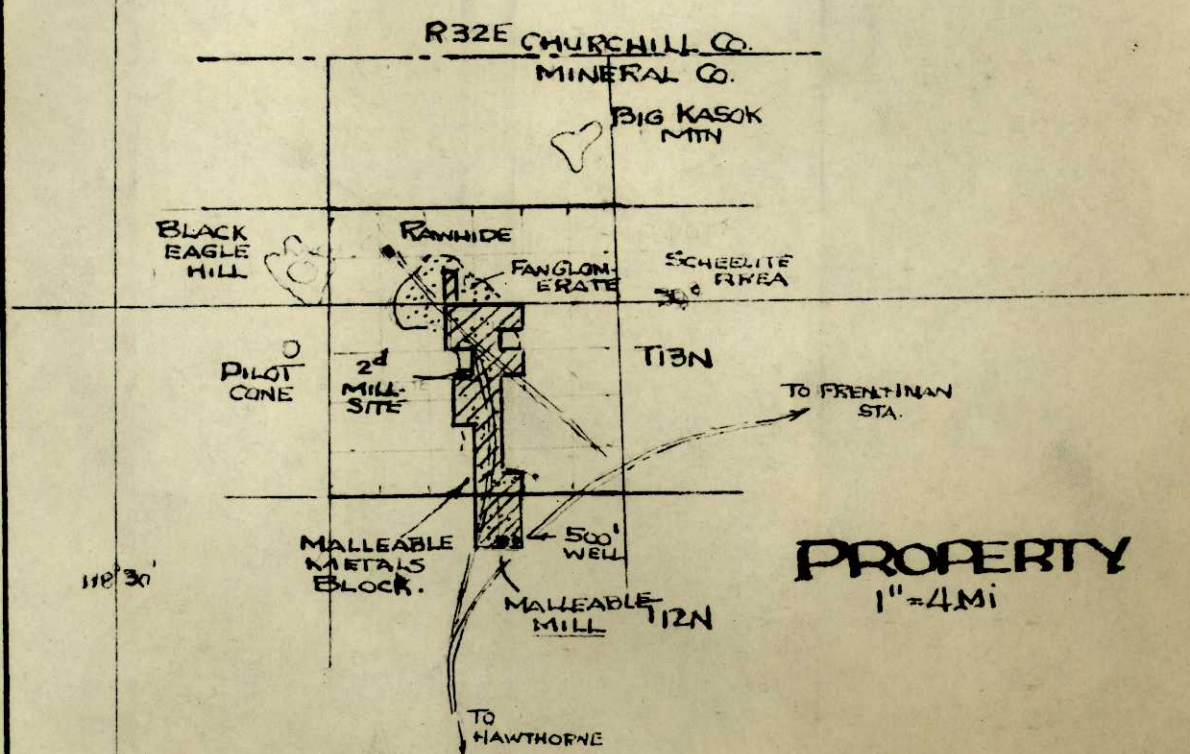 R32E CHURCHILL CO.
MINERAL CO.
BIG KASOK
MTN
BLACK
EAGLE
HILL
RAWHIDE
FANGLOM-
ERATE
SCHEELITE
AREA
PILOT
CONE
2d
MILL-
SITE
T13N
TO FRENCHMAN
STA.
MALLEABLE
METALS
BLOCK.
500'
WELL
118°30'
MALLEABLE
MILL
T12N
PROPERTY
1"=4Mi
TO
HAWTHORNE